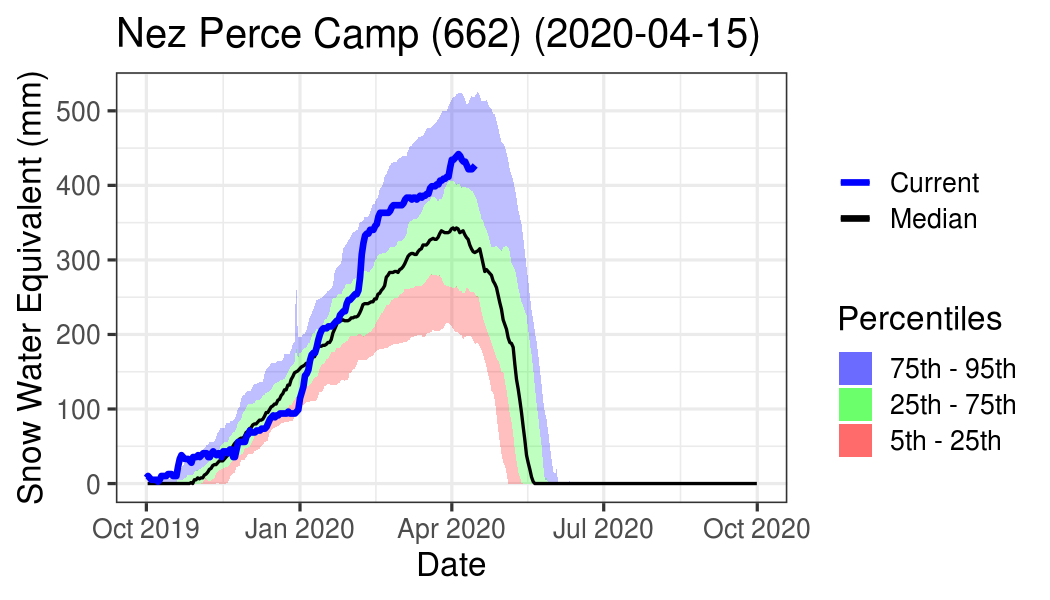 Nez Perce Camp (662) (2020-04-15)
Snow Water Equivalent (mm)
500
400
300
200
100
0
Oct 2019 Jan 2020 Apr 2020 Jul 2020 Oct 2020
Date
Current
Median
Percentiles
75th - 95th
25th - 75th
5th - 25th